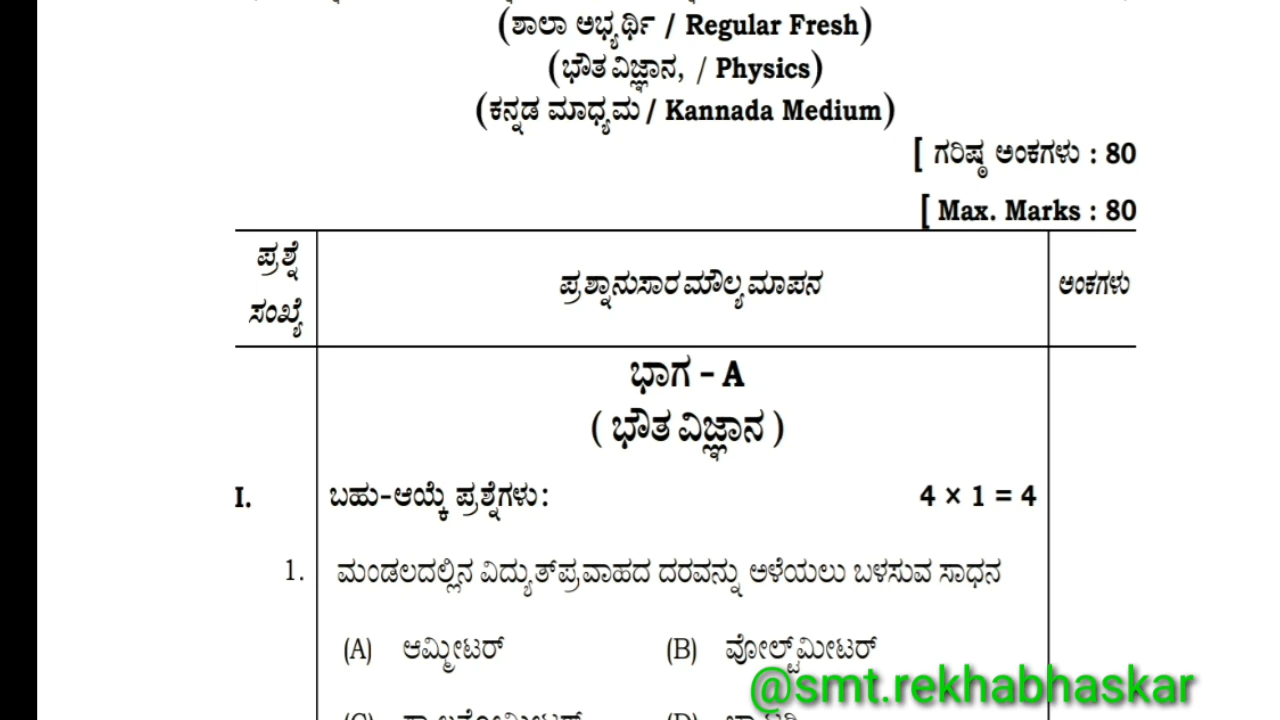 (ಶಾಲಾ ಅಭ್ಯರ್ಥಿ / Regular Fresh)
(ಭೌತ ವಿಜ್ಞಾನ, / Physics)
(ಕನ್ನಡ ಮಾಧ್ಯಮ / Kannada Medium)
[ ಗರಿಷ್ಠ ಅಂಕಗಳು : 80
[ Max. Marks : 80
ಪ್ರಶ್ನೆ ಸಂಖ್ಯೆ ಪ್ರಶ್ನಾನುಸಾರ ಮೌಲ್ಯಮಾಪನ ಅಂಕಗಳು
ಭಾಗ – A
( ಭೌತ ವಿಜ್ಞಾನ )
I. ಬಹು-ಆಯ್ಕೆ ಪ್ರಶ್ನೆಗಳು: 4 × 1 = 4
1. ಮಂಡಲದಲ್ಲಿನ ವಿದ್ಯುತ್‌ಪ್ರವಾಹದ ದರವನ್ನು ಅಳೆಯಲು ಬಳಸುವ ಸಾಧನ
(A) ಆಮ್ಮೀಟರ್ (B) ವೋಲ್ಟ್‌ಮೀಟರ್
@smt.rekhabhaskar